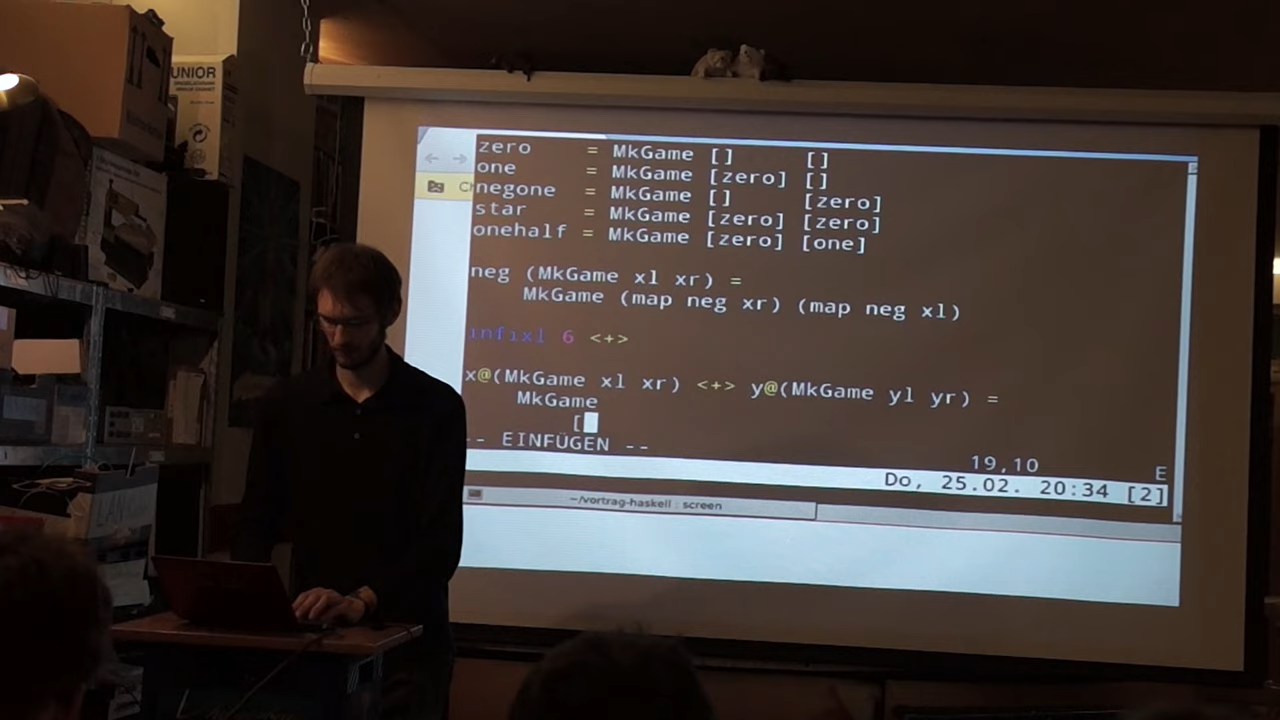 UNIOR
zero = MkGame [] []
one = MkGame [zero] []
negone = MkGame [] [zero]
star = MkGame [zero] [zero]
onehalf = MkGame [zero] [one]
neg (MkGame xl xr) =
MkGame (map neg xr) (map neg xl)
infixl 6 <+>
x@(MkGame xl xr) <+> y@(MkGame yl yr) =
MkGame
[
-- EINFÜGEN --
19,10 E
Do, 25.02. 20:34 [2]
~/vortrag-haskell : screen